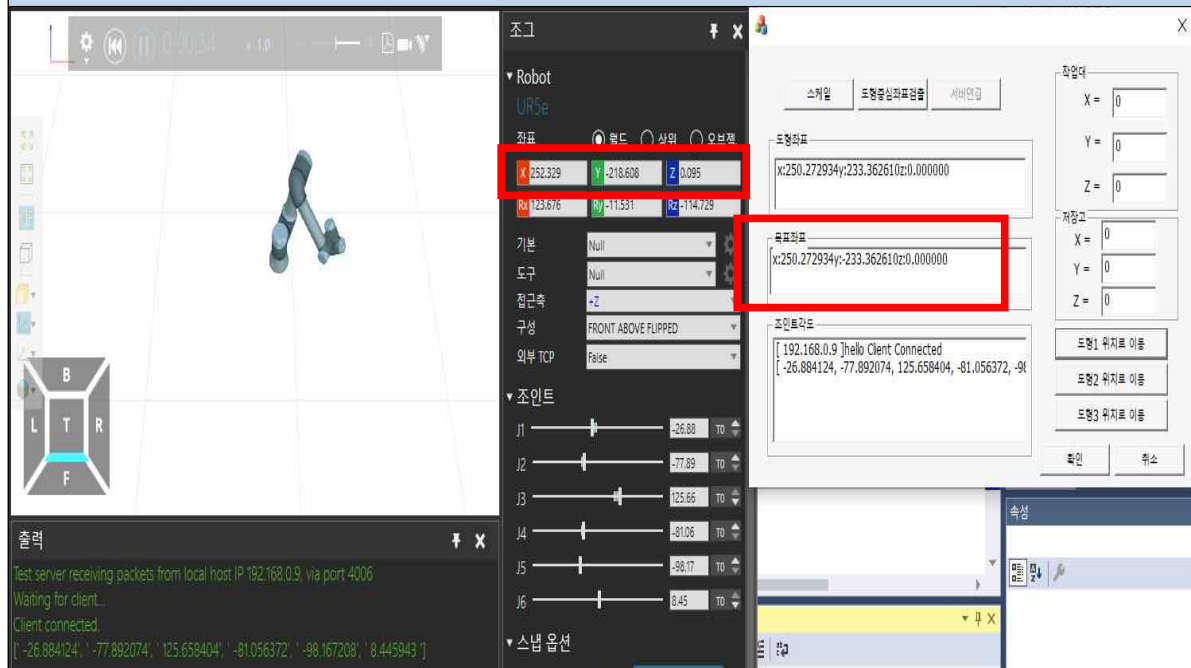 0:00:34 x 1.0
B
L T R
F
출력
Test server receiving packets from local host IP 192.168.0.9, via port 4006
Waiting for client...
Client connected.
[' -26.884124', ' -77.892074', ' 125.658404', ' -81.056372', ' -98.167208', ' 8.445943 ']
조그
Robot
UR5e
좌표 월드 상위 오브젝
X 252.329 Y -218.608 Z 0.095
Rx 123.676 Ry -11.531 Rz -114.729
기본 Null
도구 Null
접근축 +Z
구성 FRONT ABOVE FLIPPED
외부 TCP False
조인트
J1 -26.88 TO
J2 -77.89 TO
J3 125.66 TO
J4 -81.06 TO
J5 -98.17 TO
J6 8.45 TO
스냅 옵션
스케일 도형중심좌표검출 서버연결
도형좌표
x:250.272934y:233.362610z:0.000000
목표좌표
x:250.272934y:-233.362610z:0.000000
조인트각도
[ 192.168.0.9 ]hello Client Connected
[ -26.884124, -77.892074, 125.658404, -81.056372, -98
작업대
X = 0
Y = 0
Z = 0
저장고
X = 0
Y = 0
Z = 0
도형1 위치로 이동
도형2 위치로 이동
도형3 위치로 이동
확인 취소
속성